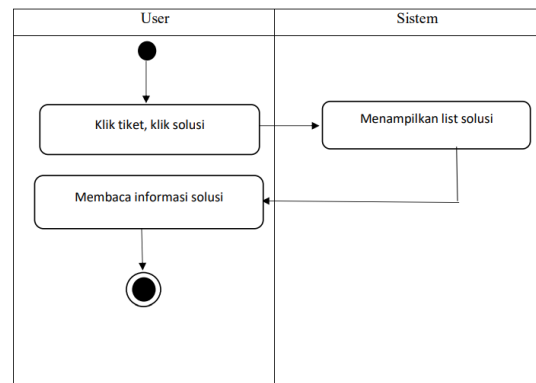 User
Sistem
Klik tiket, klik solusi
Menampilkan list solusi
Membaca informasi solusi